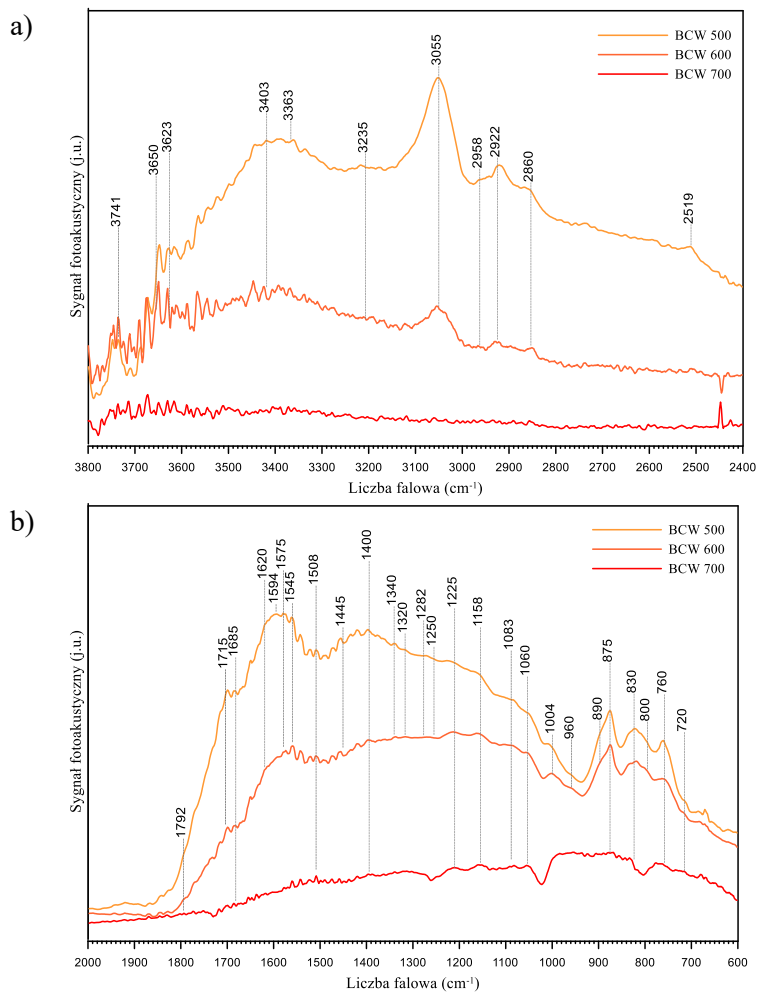 a)
BCW 500
BCW 600
BCW 700
Sygnał fotoakustyczny (j.u.)
3741
3650
3623
3403
3363
3235
3055
2958
2922
2860
2519
3800 3700 3600 3500 3400 3300 3200 3100 3000 2900 2800 2700 2600 2500 2400
Liczba falowa (cm-1)
b)
BCW 500
BCW 600
BCW 700
Sygnał fotoakustyczny (j.u.)
1792
1715
1685
1620
1594
1575
1545
1508
1445
1400
1340
1320
1282
1250
1225
1158
1083
1060
1004
960
890
875
830
800
760
720
2000 1900 1800 1700 1600 1500 1400 1300 1200 1100 1000 900 800 700 600
Liczba falowa (cm-1)